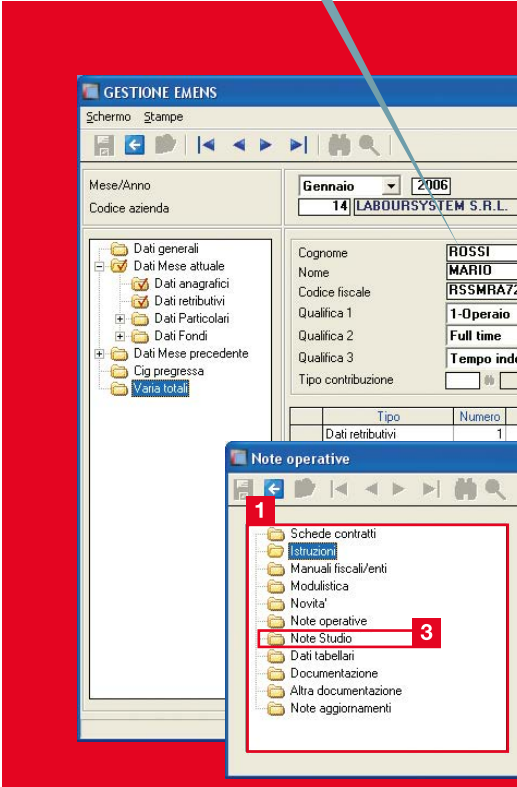 GESTIONE EMENS
Schermo Stampe
Mese/Anno
Gennaio 2006
Codice azienda
14 LABOURSYSTEM S.R.L.
Dati generali
Dati Mese attuale
Dati anagrafici
Dati retributivi
Dati Particolari
Dati Fondi
Dati Mese precedente
Cig pregressa
Varia totali
Cognome ROSSI
Nome MARIO
Codice fiscale RSSMRA72
Qualifica 1 1-Operaio
Qualifica 2 Full time
Qualifica 3 Tempo inde
Tipo contribuzione
Tipo Numero
Dati retributivi 1
Note operative
1
Schede contratti
Istruzioni
Manuali fiscali/enti
Modulistica
Novita'
Note operative
Note Studio
3
Dati tabellari
Documentazione
Altra documentazione
Note aggiornamenti